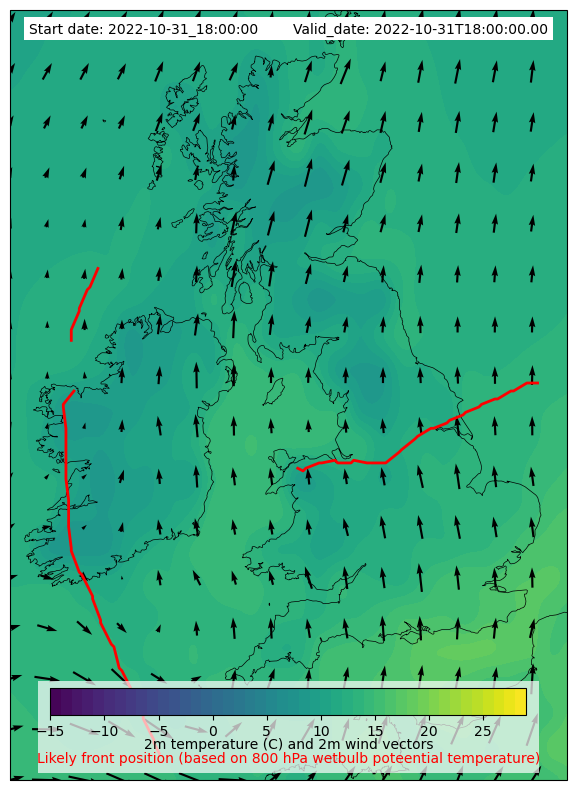 Start date: 2022-10-31_18:00:00 Valid_date: 2022-10-31T18:00:00.00
−15 −10 −5 0 5 10 15 20 25
2m temperature (C) and 2m wind vectors
Likely front position (based on 800 hPa wetbulb poteential temperature)